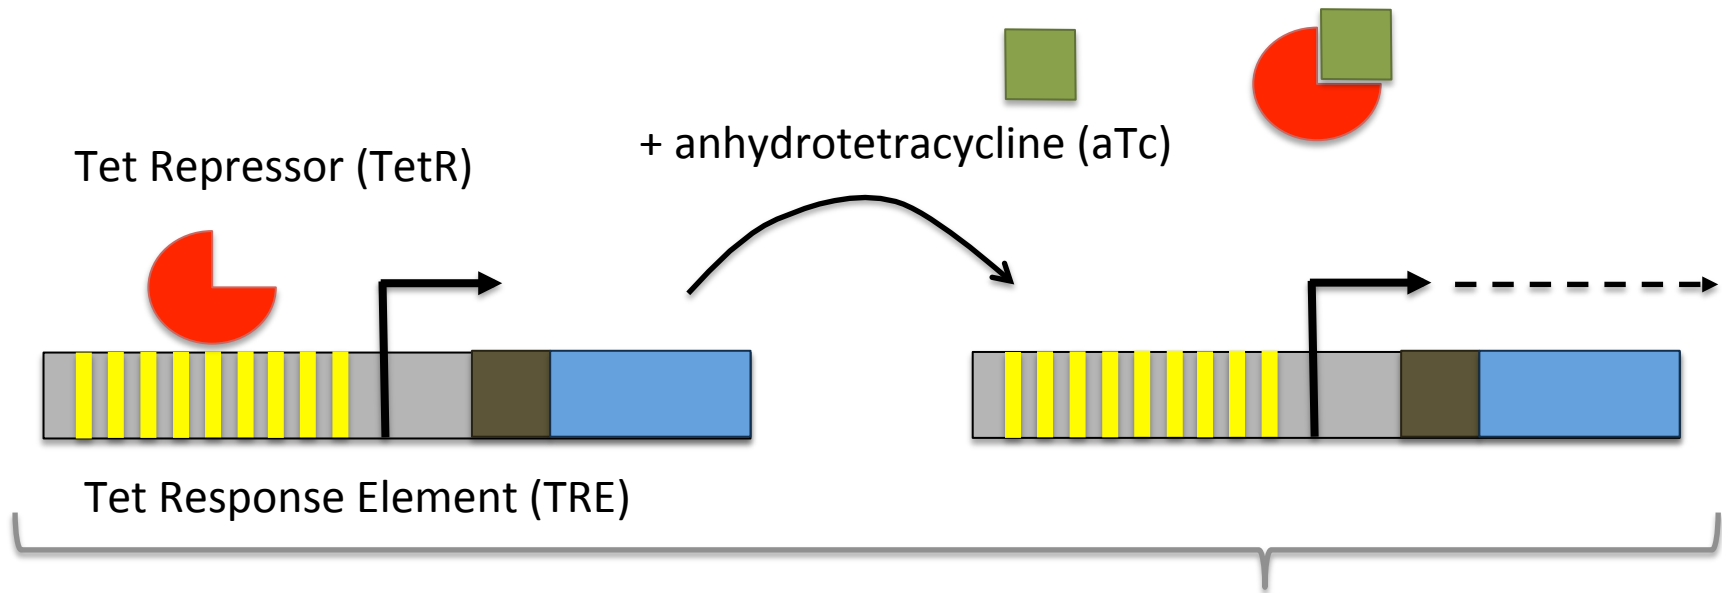 + anhydrotetracycline (aTc)
Tet Repressor (TetR)
Tet Response Element (TRE)